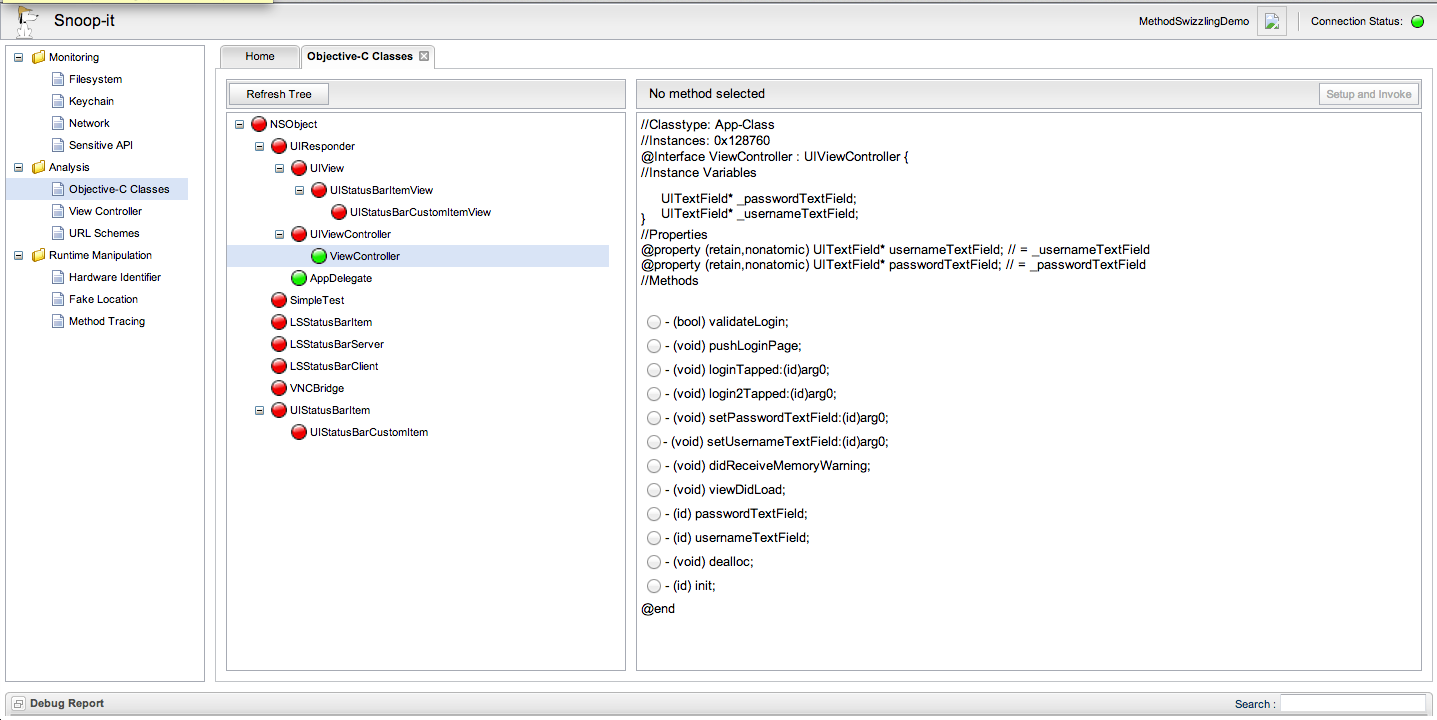 Snoop-it
MethodSwizzlingDemo
Connection Status:
Monitoring
Filesystem
Keychain
Network
Sensitive API
Analysis
Objective-C Classes
View Controller
URL Schemes
Runtime Manipulation
Hardware Identifier
Fake Location
Method Tracing
Home
Objective-C Classes
Refresh Tree
NSObject
UIResponder
UIView
UIStatusBarItemView
UIStatusBarCustomItemView
UIViewController
ViewController
AppDelegate
SimpleTest
LSStatusBarItem
LSStatusBarServer
LSStatusBarClient
VNCBridge
UIStatusBarItem
UIStatusBarCustomItem
No method selected
Setup and Invoke
//Classtype: App-Class
//Instances: 0x128760
@Interface ViewController : UIViewController {
//Instance Variables
UITextField* _passwordTextField;
UITextField* _usernameTextField;
}
//Properties
@property (retain,nonatomic) UITextField* usernameTextField; // = _usernameTextField
@property (retain,nonatomic) UITextField* passwordTextField; // = _passwordTextField
//Methods
- (bool) validateLogin;
- (void) pushLoginPage;
- (void) loginTapped:(id)arg0;
- (void) login2Tapped:(id)arg0;
- (void) setPasswordTextField:(id)arg0;
- (void) setUsernameTextField:(id)arg0;
- (void) didReceiveMemoryWarning;
- (void) viewDidLoad;
- (id) passwordTextField;
- (id) usernameTextField;
- (void) dealloc;
- (id) init;
@end
Debug Report
Search :